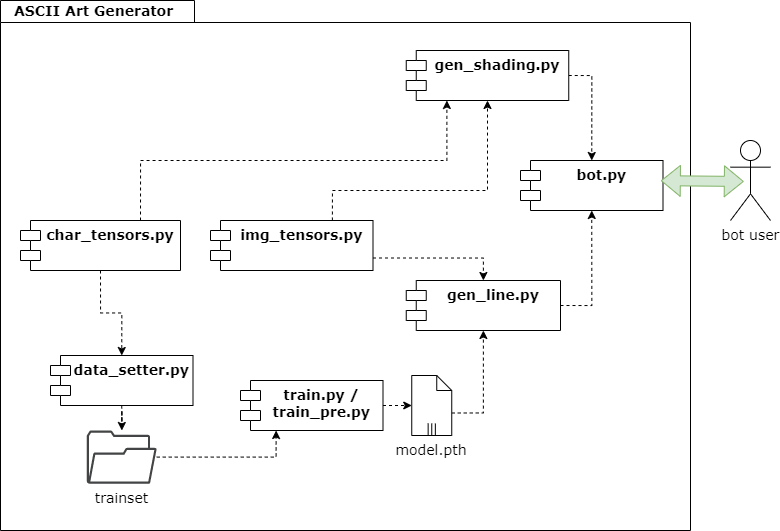 ASCII Art Generator
gen_shading.py
bot.py
bot user
char_tensors.py
img_tensors.py
gen_line.py
data_setter.py
train.py /
train_pre.py
model.pth
trainset